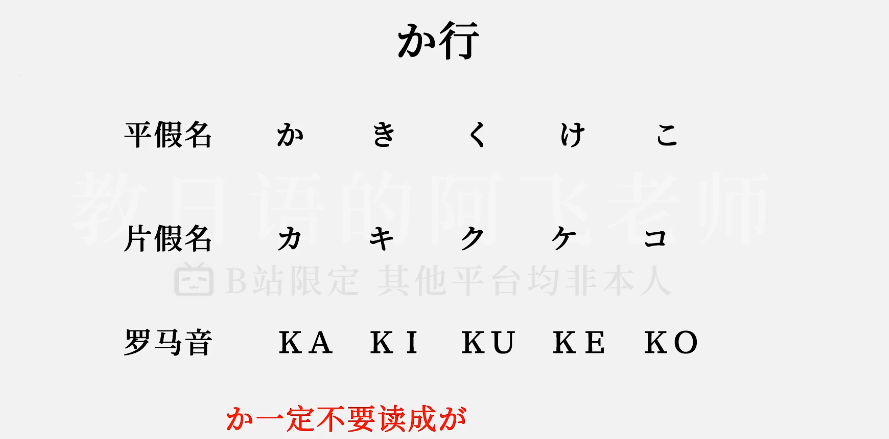 か行
平假名 か き く け こ
教日语的阿飞老师
片假名 カ キ ク ケ コ
B站限定 其他平台均非本人
罗马音 KA KI KU KE KO
か一定不要读成が